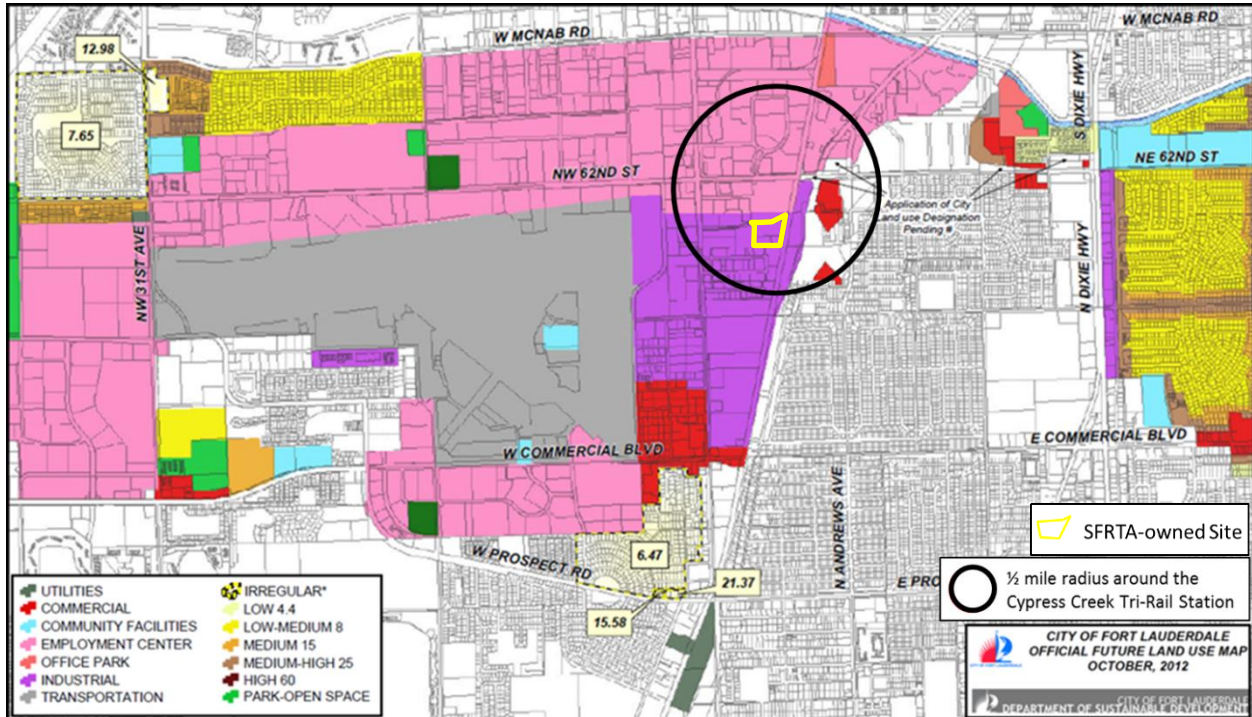 W MCNAB RD
W MCNAB RD
12.98
7.65
S DIXIE HWY
NE 62ND ST
NW 62ND ST
Application of City
Land use Designation
Pending #
NW 31ST AVE
N DIXIE HWY
W COMMERCIAL BLVD
E COMMERCIAL BLVD
N ANDREWS AVE
6.47
W PROSPECT RD
21.37
15.58
E PRO
SFRTA-owned Site
½ mile radius around the
Cypress Creek Tri-Rail Station
UTILITIES
COMMERCIAL
COMMUNITY FACILITIES
EMPLOYMENT CENTER
OFFICE PARK
INDUSTRIAL
TRANSPORTATION
IRREGULAR*
LOW 4.4
LOW-MEDIUM 8
MEDIUM 15
MEDIUM-HIGH 25
HIGH 60
PARK-OPEN SPACE
CITY OF FORT LAUDERDALE
OFFICIAL FUTURE LAND USE MAP
OCTOBER, 2012
CITY OF FORT LAUDERDALE
CITY OF FORT LAUDERDALE
DEPARTMENT OF SUSTAINABLE DEVELOPMENT